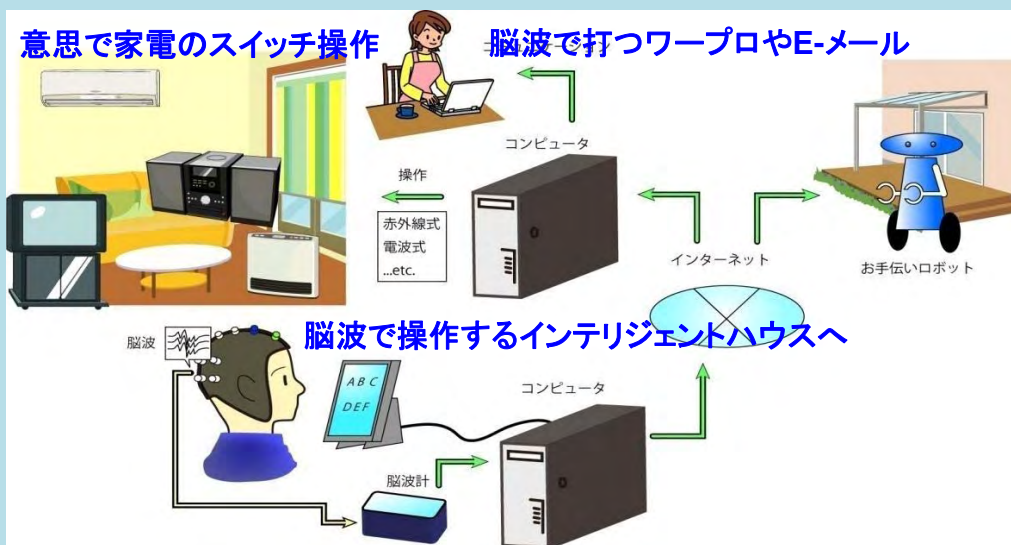 意思で家電のスイッチ操作
脳波で打つワープロやE-メール
コンピュータ
操作
赤外線式
電波式
...etc.
インターネット
お手伝いロボット
脳波で操作するインテリジェントハウスへ
脳波
ABC
DEF
コンピュータ
脳波計